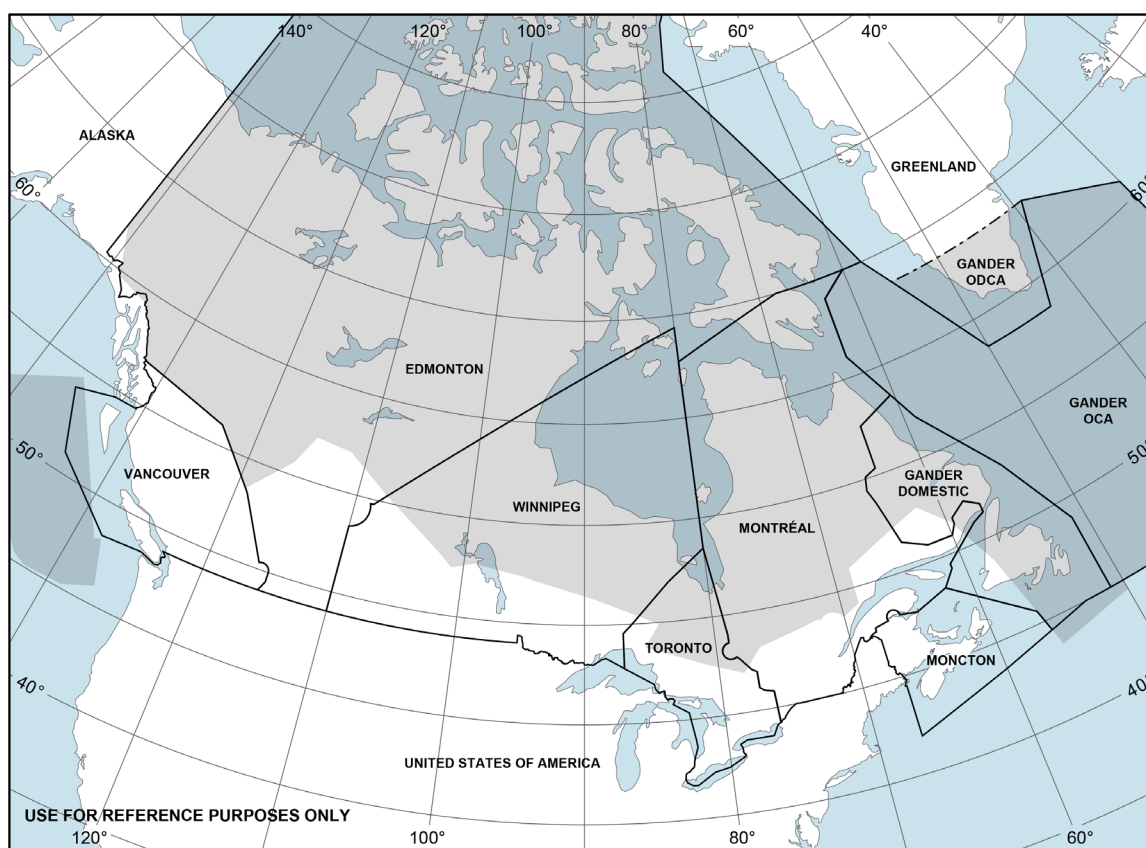 140°
120°
100°
80°
60°
40°
ALASKA
GREENLAND
60°
60°
GANDER
ODCA
EDMONTON
GANDER
OCA
50°
VANCOUVER
50°
GANDER
DOMESTIC
WINNIPEG
MONTRÉAL
TORONTO
MONCTON
40°
40°
UNITED STATES OF AMERICA
USE FOR REFERENCE PURPOSES ONLY
120°
100°
80°
60°